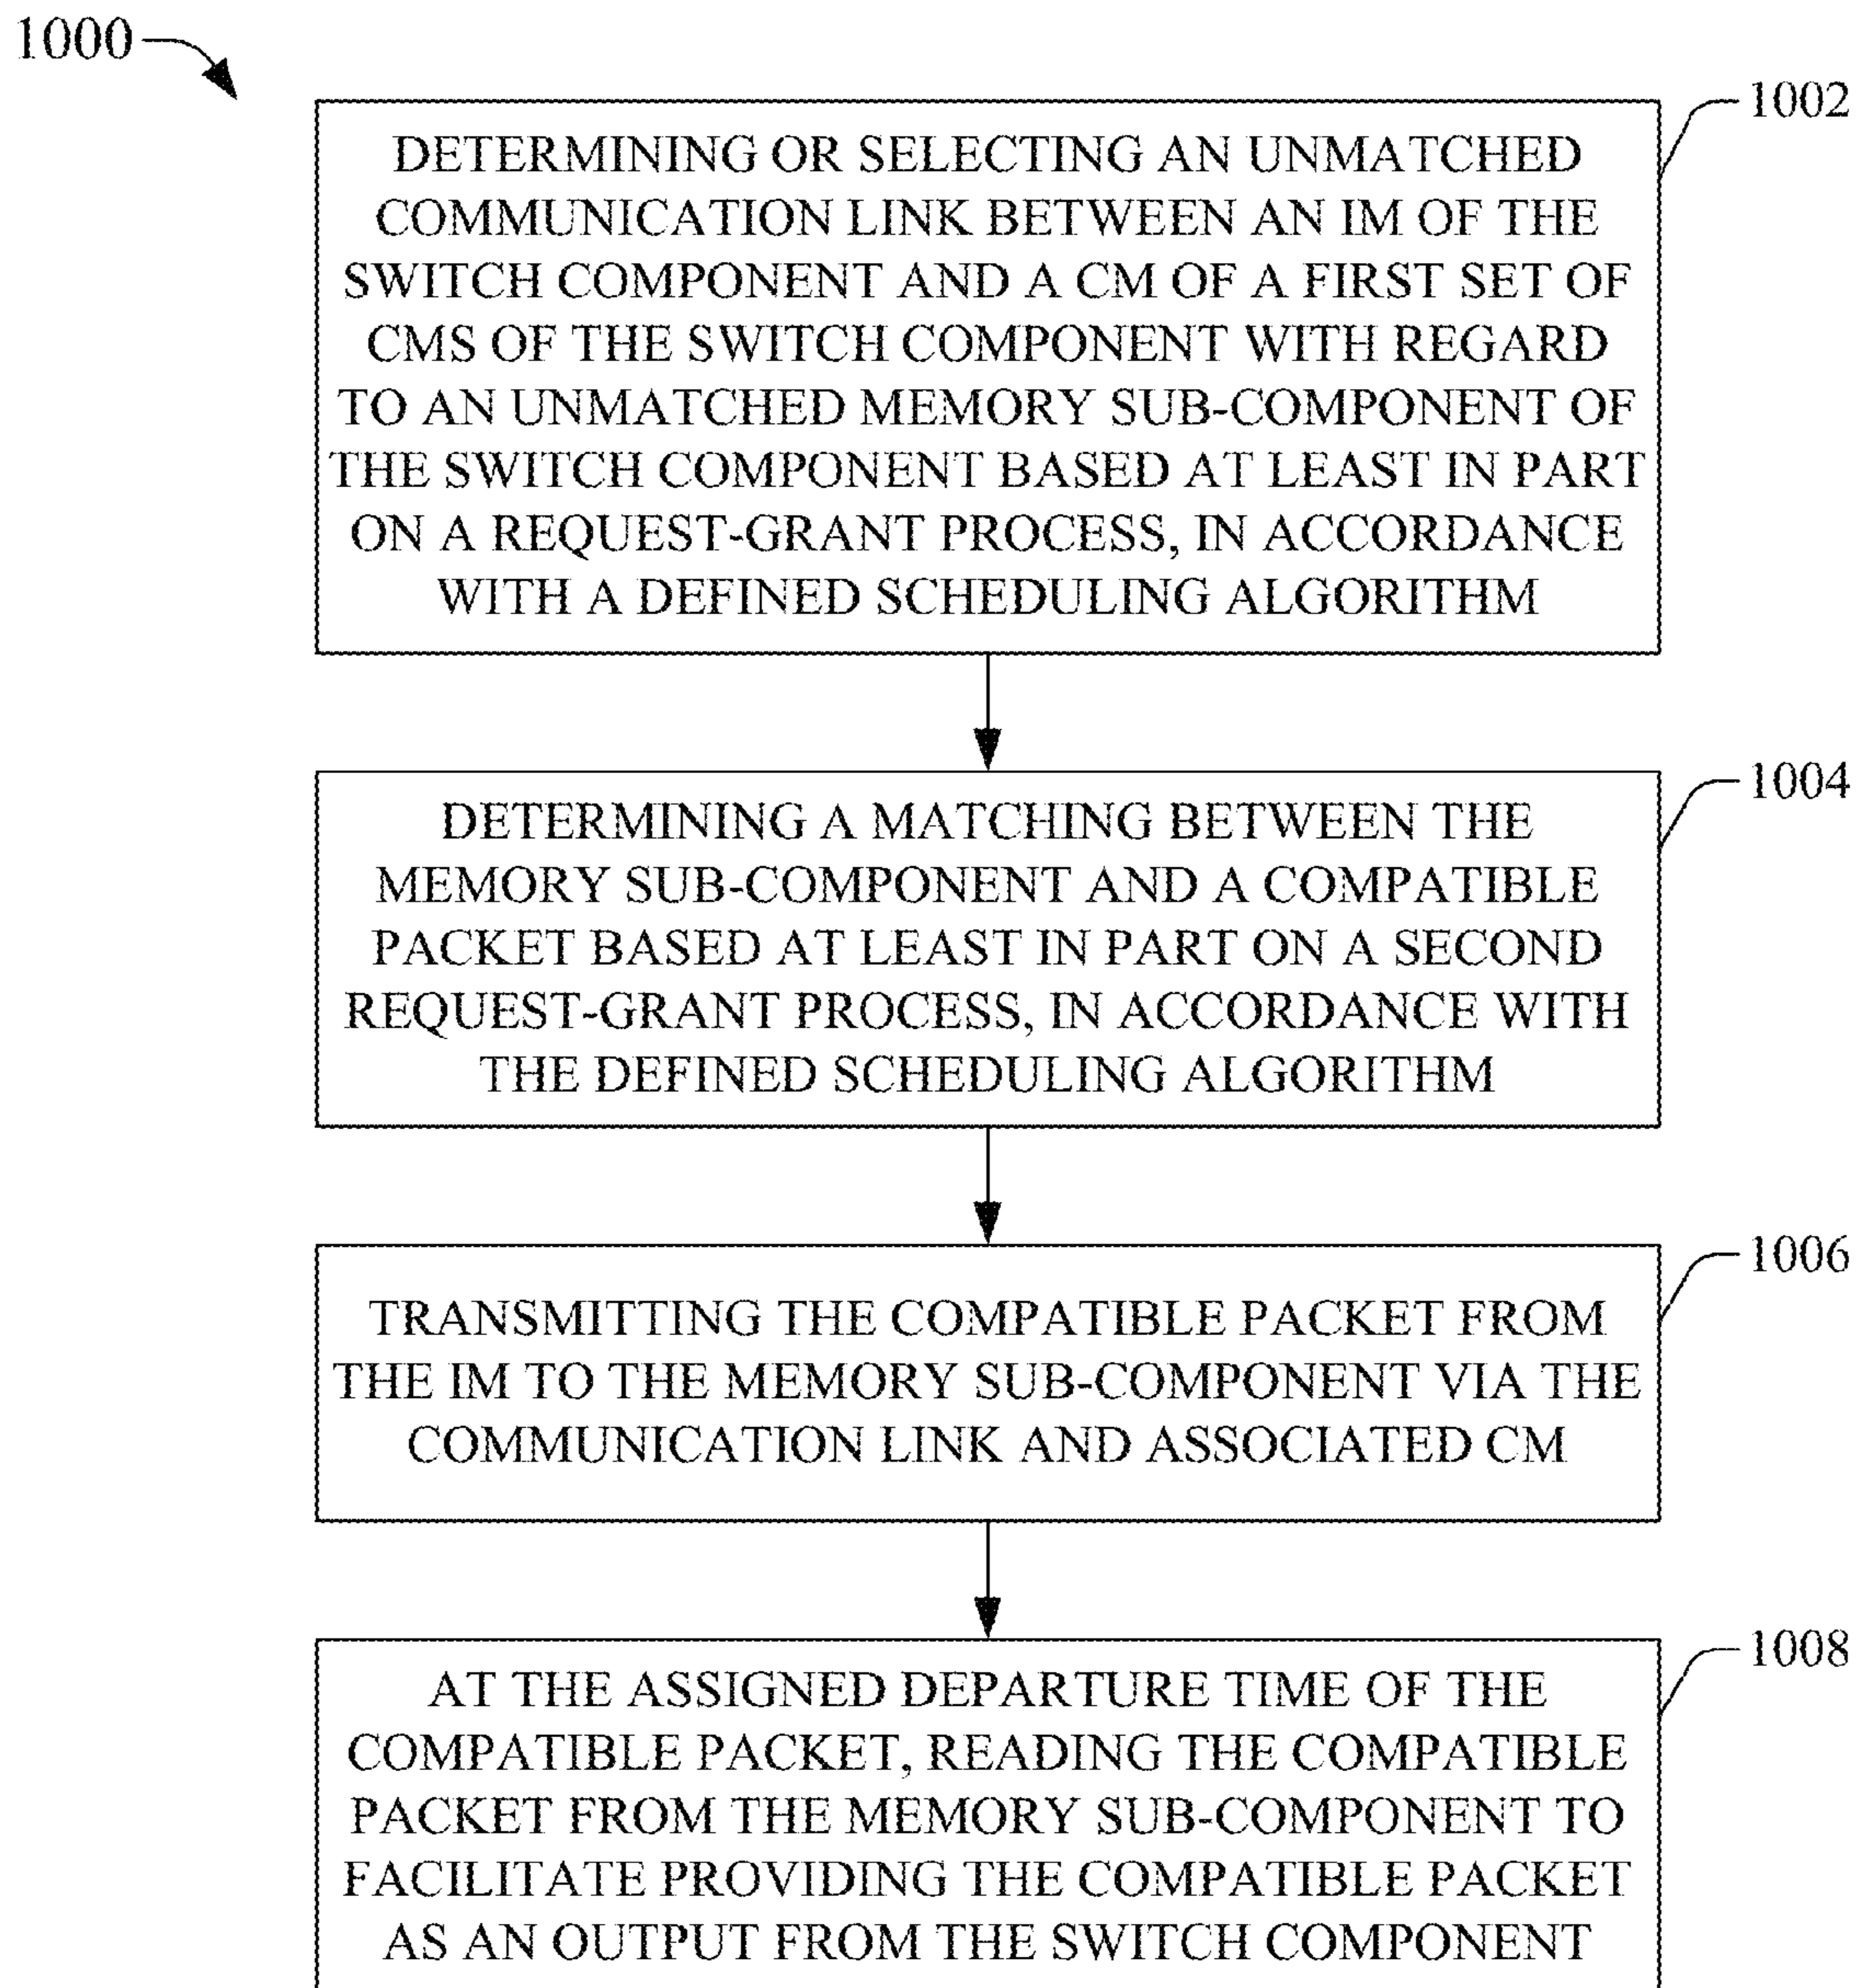 1000
1002
DETERMINING OR SELECTING AN UNMATCHED
COMMUNICATION LINK BETWEEN AN IM OF THE
SWITCH COMPONENT AND A CM OF A FIRST SET OF
CMS OF THE SWITCH COMPONENT WITH REGARD
TO AN UNMATCHED MEMORY SUB-COMPONENT OF
THE SWITCH COMPONENT BASED AT LEAST IN PART
ON A REQUEST-GRANT PROCESS, IN ACCORDANCE
WITH A DEFINED SCHEDULING ALGORITHM
1004
DETERMINING A MATCHING BETWEEN THE
MEMORY SUB-COMPONENT AND A COMPATIBLE
PACKET BASED AT LEAST IN PART ON A SECOND
REQUEST-GRANT PROCESS, IN ACCORDANCE WITH
THE DEFINED SCHEDULING ALGORITHM
1006
TRANSMITTING THE COMPATIBLE PACKET FROM
THE IM TO THE MEMORY SUB-COMPONENT VIA THE
COMMUNICATION LINK AND ASSOCIATED CM
1008
AT THE ASSIGNED DEPARTURE TIME OF THE
COMPATIBLE PACKET, READING THE COMPATIBLE
PACKET FROM THE MEMORY SUB-COMPONENT TO
FACILITATE PROVIDING THE COMPATIBLE PACKET
AS AN OUTPUT FROM THE SWITCH COMPONENT